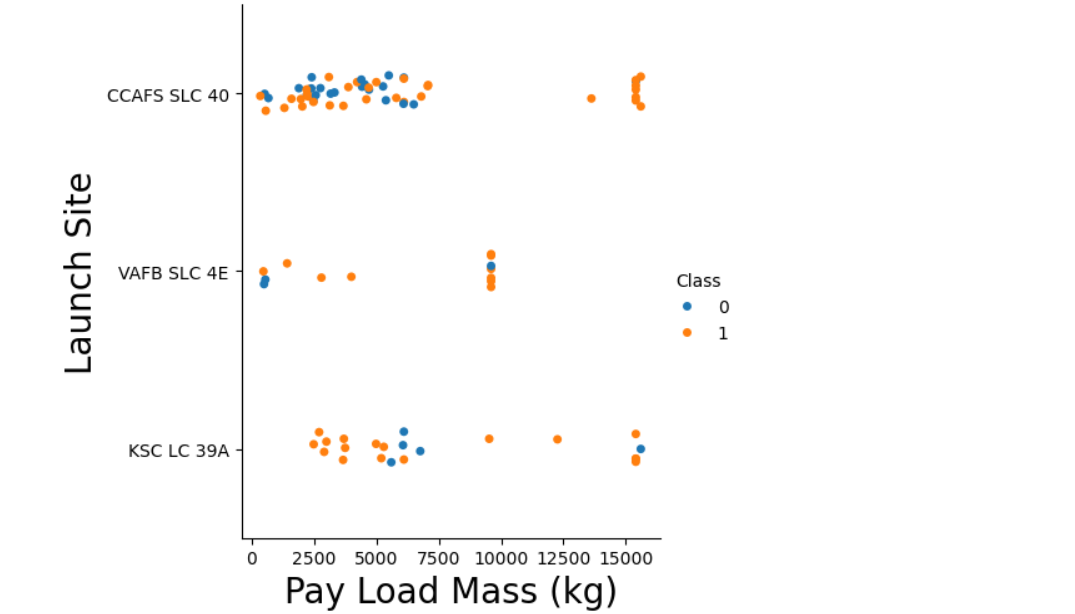 CCAFS SLC 40
VAFB SLC 4E
KSC LC 39A
Launch Site
0 2500 5000 7500 10000 12500 15000
Pay Load Mass (kg)
Class
0
1